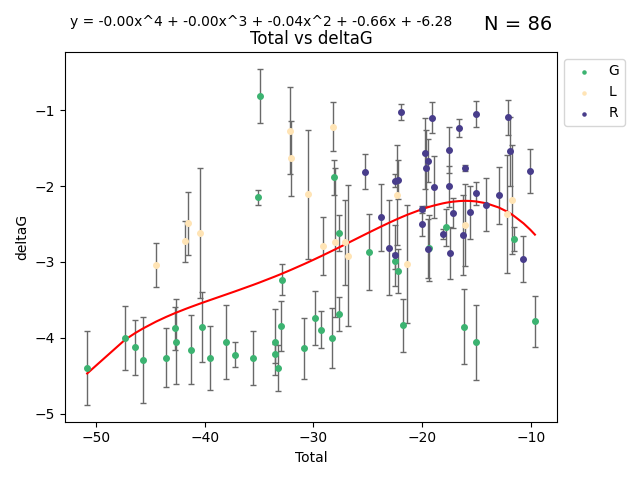 y = -0.00x^4 + -0.00x^3 + -0.04x^2 + -0.66x + -6.28 N = 86
Total vs deltaG
G
L
R
−1
−2
−3
−4
−5
deltaG
−50 −40 −30 −20 −10
Total